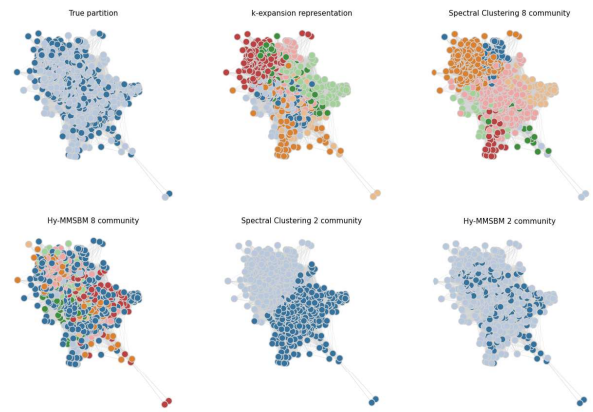 True partition
k-expansion representation
Spectral Clustering 8 community
Hy-MMSBM 8 community
Spectral Clustering 2 community
Hy-MMSBM 2 community